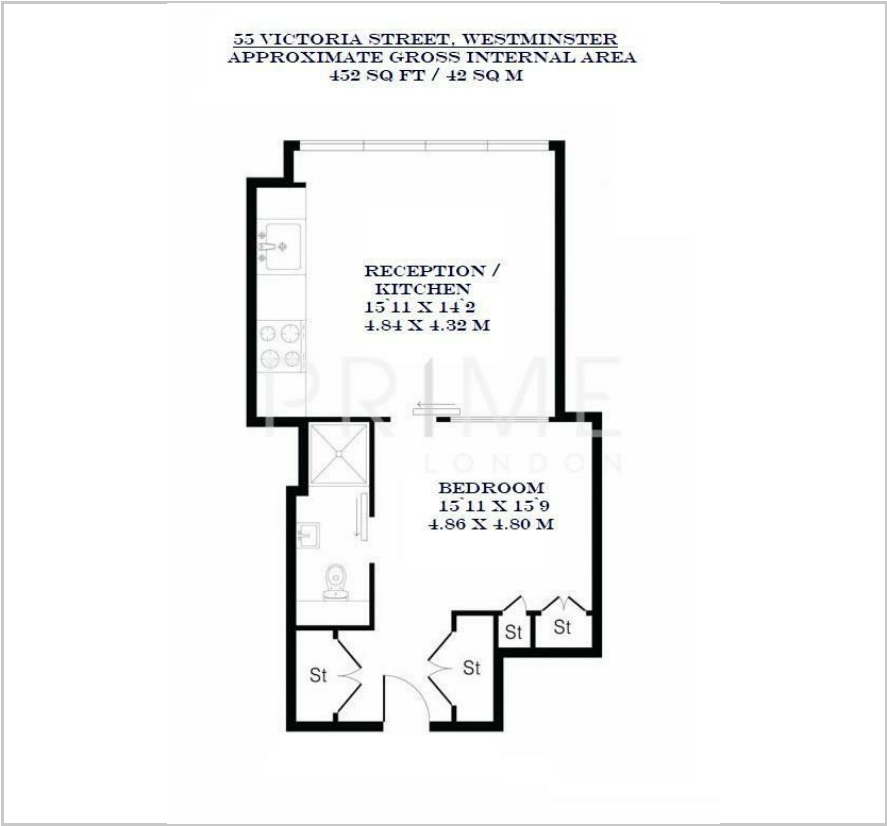 55 VICTORIA STREET, WESTMINSTER
APPROXIMATE GROSS INTERNAL AREA
452 SQ FT / 42 SQ M
RECEPTION /
KITCHEN
15`11 X 14`2
4.84 X 4.32 M
PRIME
LONDON
BEDROOM
15`11 X 15`9
4.86 X 4.80 M
St
St
St
St